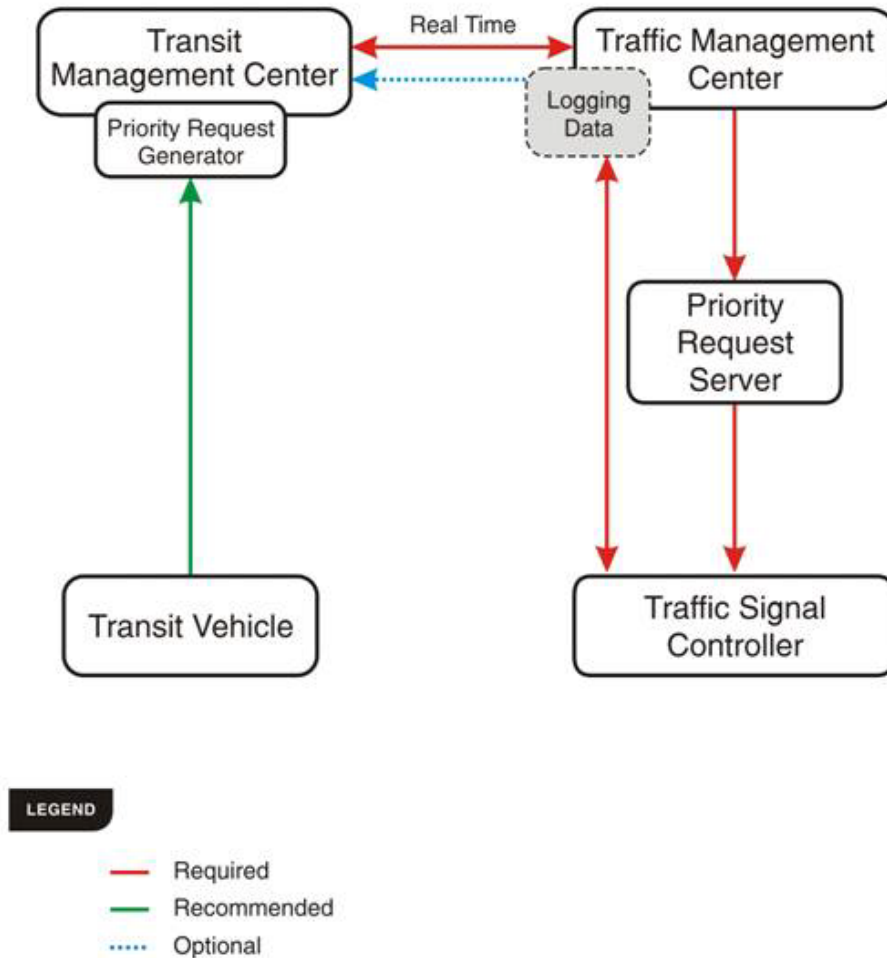 Transit
Management Center
Real Time
Traffic Management
Center
Priority Request
Generator
Logging
Data
Priority
Request
Server
Transit Vehicle
Traffic Signal
Controller
LEGEND
Required
Recommended
Optional